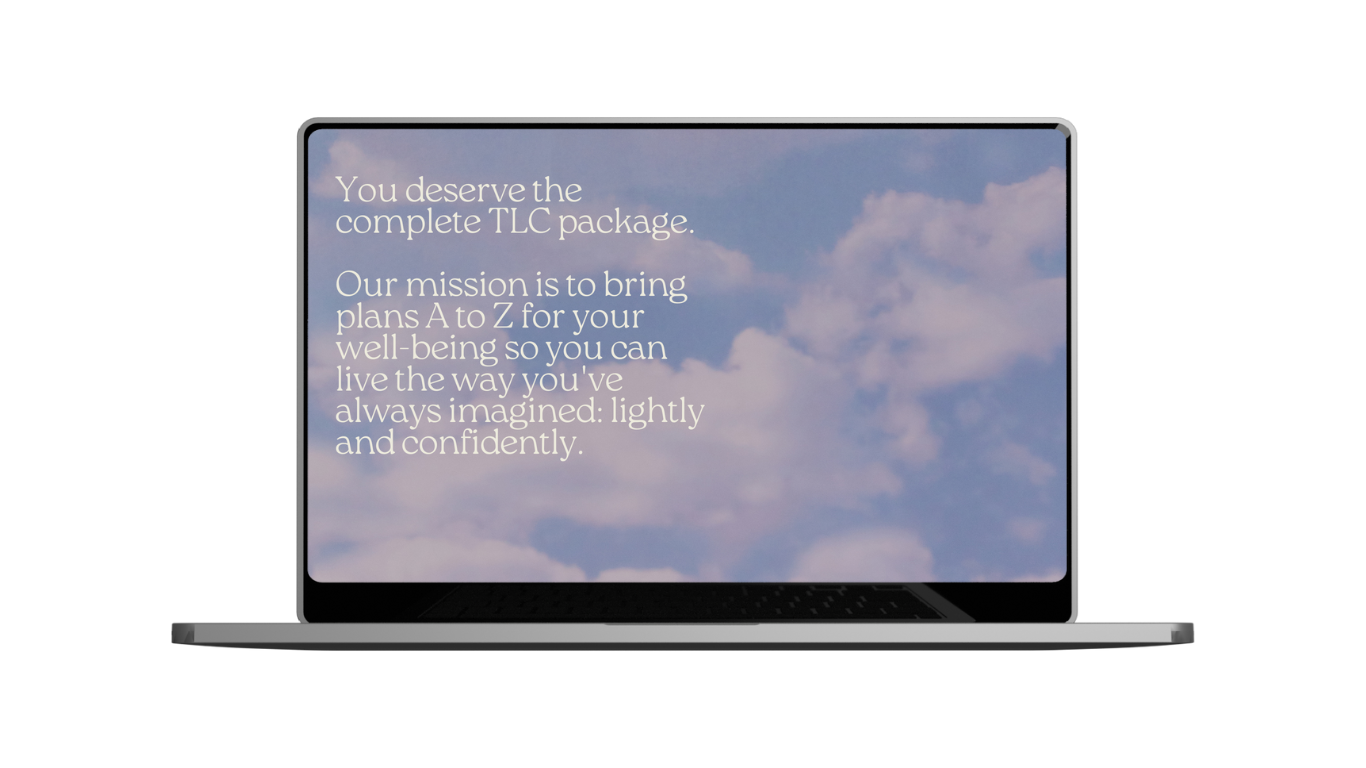 You deserve the
complete TLC package.
Our mission is to bring
plans A to Z for your
well-being so you can
live the way you've
always imagined: lightly
and confidently.